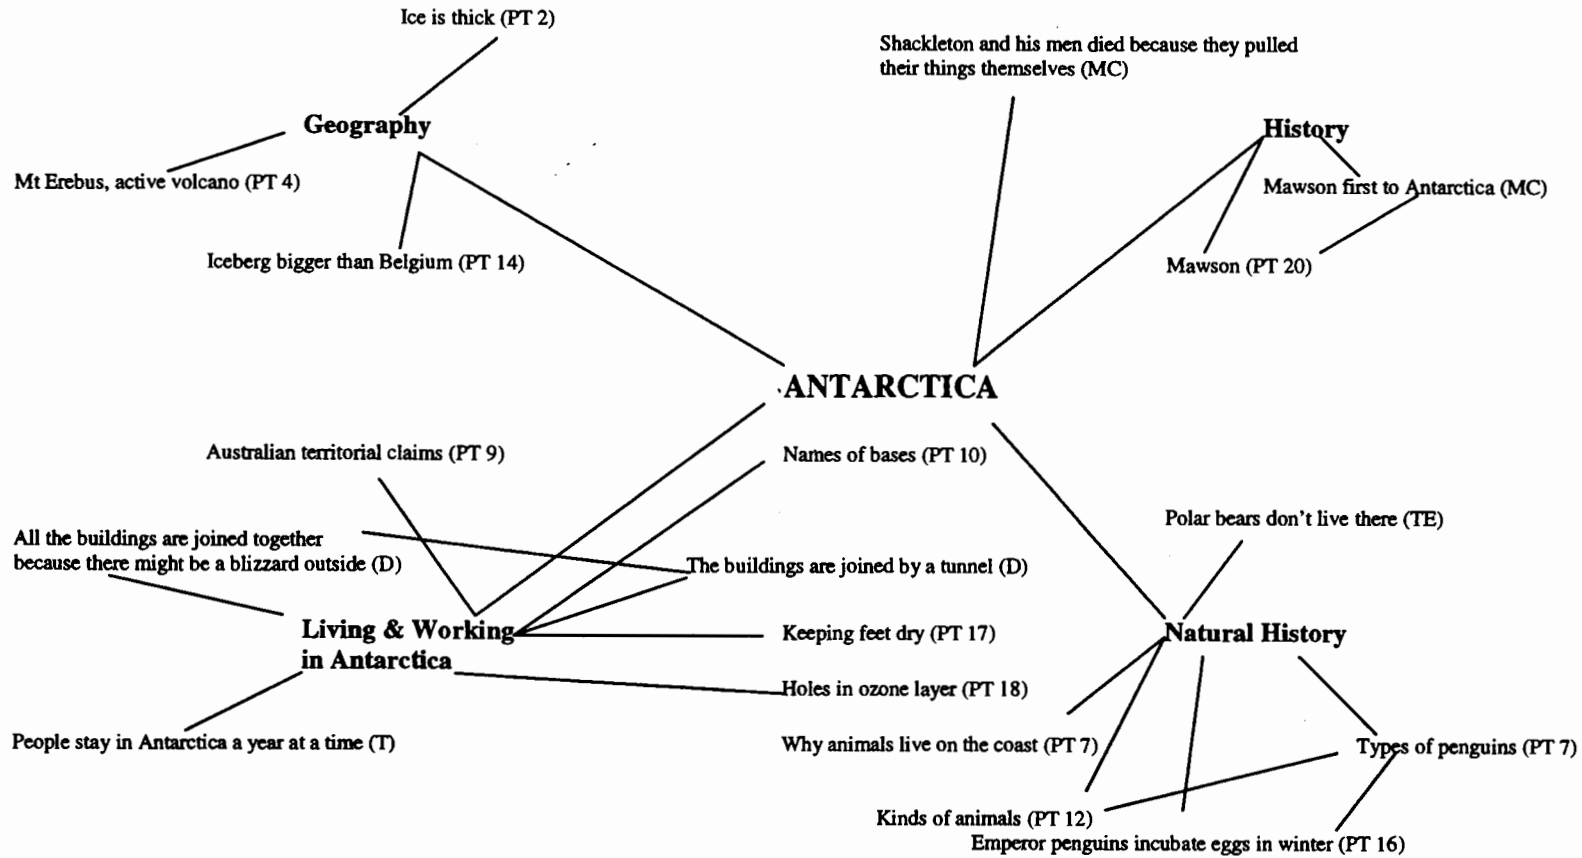 Ice is thick (PT 2)
Shackleton and his men died because they pulled
their things themselves (MC)
Geography
History
Mt Erebus, active volcano (PT 4)
Mawson first to Antarctica (MC)
Iceberg bigger than Belgium (PT 14)
Mawson (PT 20)
ANTARCTICA
Australian territorial claims (PT 9)
Names of bases (PT 10)
Polar bears don't live there (TE)
All the buildings are joined together
because there might be a blizzard outside (D)
The buildings are joined by a tunnel (D)
Living & Working
in Antarctica
Keeping feet dry (PT 17)
Natural History
Holes in ozone layer (PT 18)
People stay in Antarctica a year at a time (T)
Why animals live on the coast (PT 7)
Types of penguins (PT 7)
Kinds of animals (PT 12)
Emperor penguins incubate eggs in winter (PT 16)